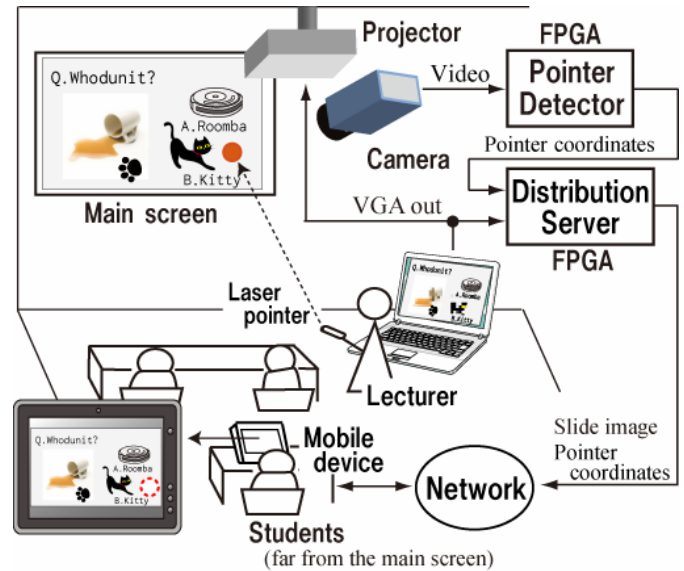 Projector
FPGA
Q.Whodunit?
A.Roomba
B.Kitty
Main screen
Video
Pointer
Detector
Camera
Pointer coordinates
VGA out
Distribution
Server
FPGA
Q.Whodunit?
A.Roomba
B.Kitty
Laser
pointer
Lecturer
Q.Whodunit?
A.Roomba
B.Kitty
Mobile
device
Students
(far from the main screen)
Network
Slide image
Pointer
coordinates